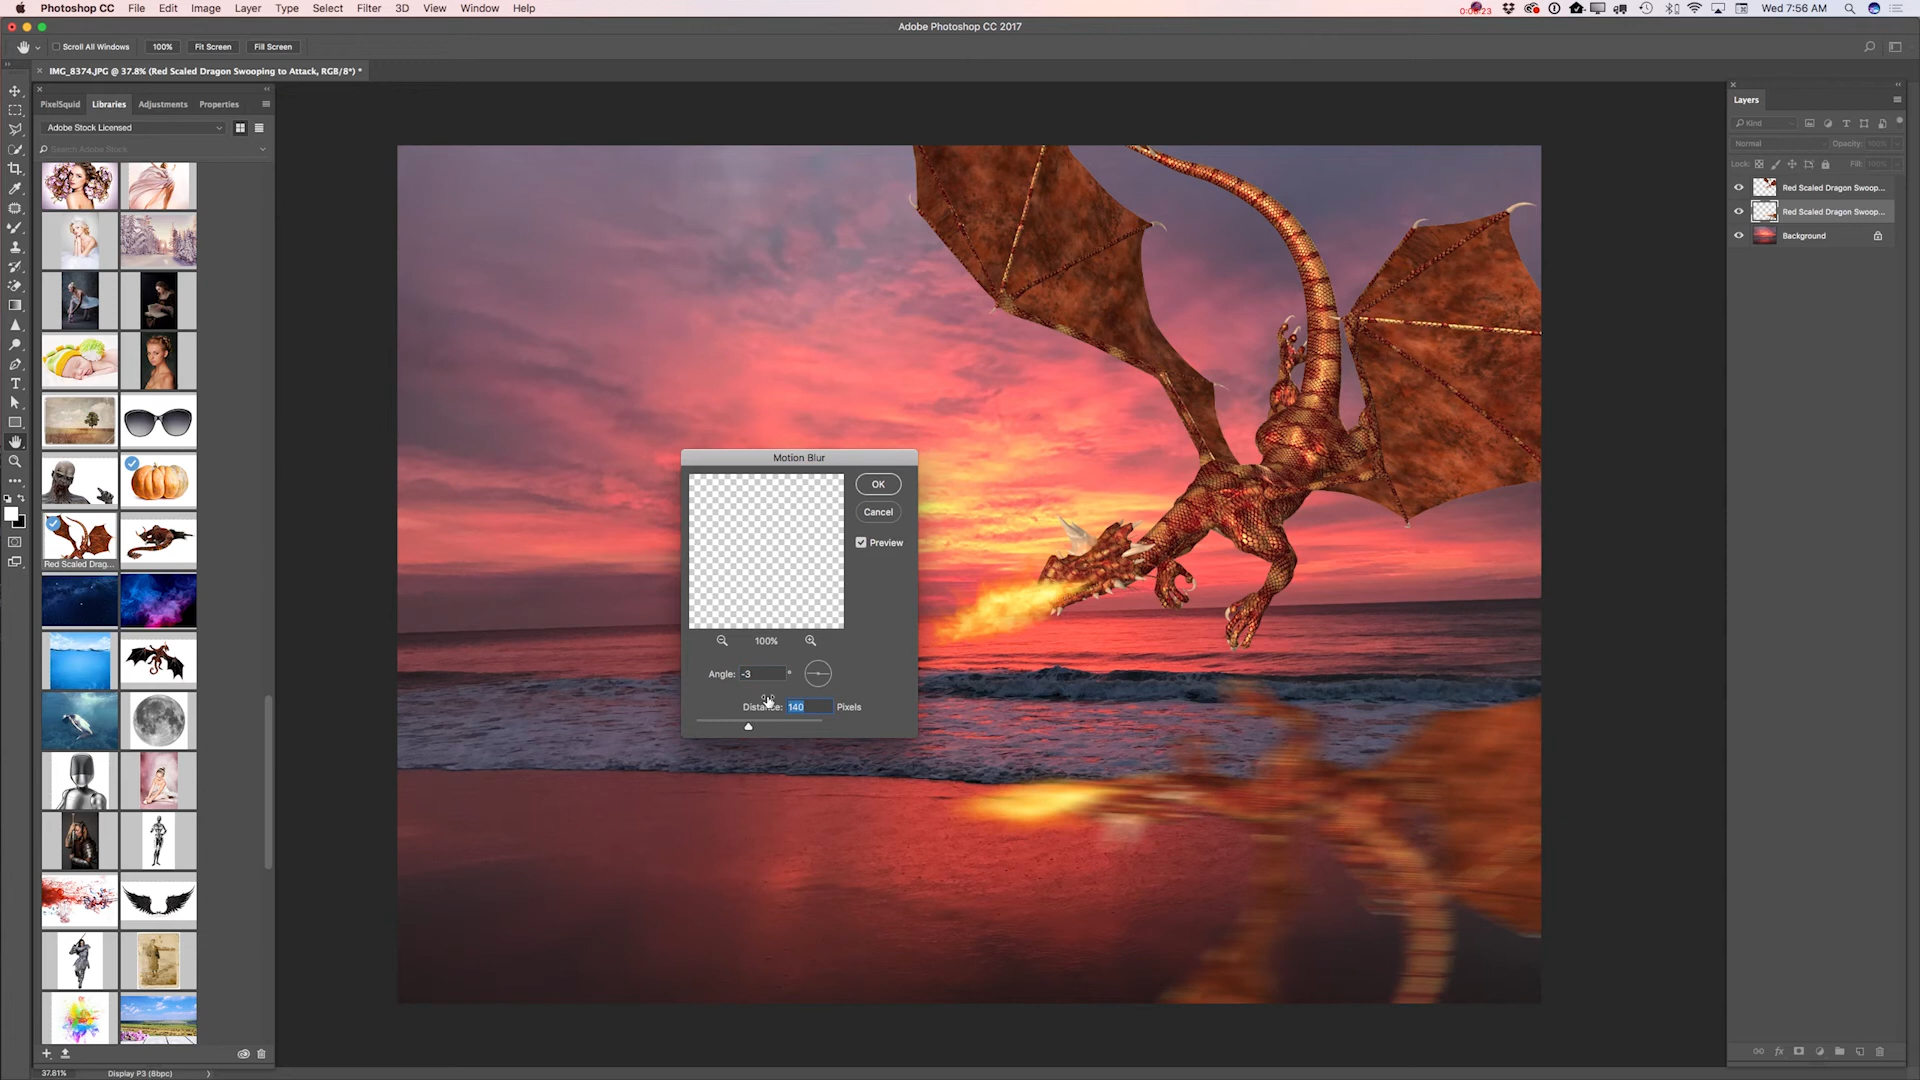 Photoshop CC File Edit Image Layer Type Select Filter 3D View Window Help
Wed 7:56 AM
Adobe Photoshop CC 2017
Scroll All Windows 100% Fit Screen Fill Screen
IMG_8374.JPG @ 37.8% (Red Scaled Dragon Swooping to Attack, RGB/8*) *
PixelSquid Libraries Adjustments Properties
Adobe Stock Licensed
Search Adobe Stock
Red Scaled Drag...
37.81% Display P3 (8bpc)
Motion Blur
OK
Cancel
Preview
100%
Angle: -3 °
Distance: 140 Pixels
Layers
Kind
Normal Opacity: 100%
Lock: Fill: 100%
Red Scaled Dragon Swoop...
Red Scaled Dragon Swoop...
Background